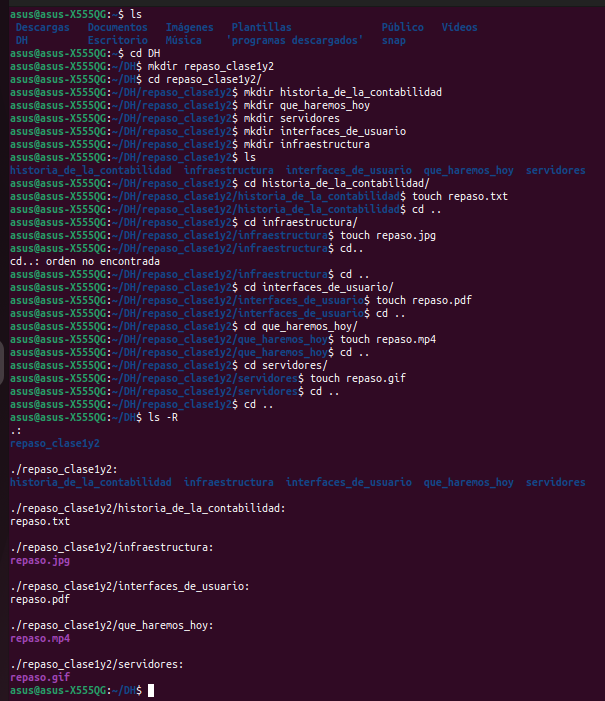 asus@asus-X555QG:~$ ls
Descargas Documentos Imágenes Plantillas Público Vídeos
DH Escritorio Música 'programas descargados' snap
asus@asus-X555QG:~$ cd DH
asus@asus-X555QG:~/DH$ mkdir repaso_clase1y2
asus@asus-X555QG:~/DH$ cd repaso_clase1y2/
asus@asus-X555QG:~/DH/repaso_clase1y2$ mkdir historia_de_la_contabilidad
asus@asus-X555QG:~/DH/repaso_clase1y2$ mkdir que_haremos_hoy
asus@asus-X555QG:~/DH/repaso_clase1y2$ mkdir servidores
asus@asus-X555QG:~/DH/repaso_clase1y2$ mkdir interfaces_de_usuario
asus@asus-X555QG:~/DH/repaso_clase1y2$ mkdir infraestructura
asus@asus-X555QG:~/DH/repaso_clase1y2$ ls
historia_de_la_contabilidad infraestructura interfaces_de_usuario que_haremos_hoy servidores
asus@asus-X555QG:~/DH/repaso_clase1y2$ cd historia_de_la_contabilidad/
asus@asus-X555QG:~/DH/repaso_clase1y2/historia_de_la_contabilidad$ touch repaso.txt
asus@asus-X555QG:~/DH/repaso_clase1y2/historia_de_la_contabilidad$ cd ..
asus@asus-X555QG:~/DH/repaso_clase1y2$ cd infraestructura/
asus@asus-X555QG:~/DH/repaso_clase1y2/infraestructura$ touch repaso.jpg
asus@asus-X555QG:~/DH/repaso_clase1y2/infraestructura$ cd..
cd..: orden no encontrada
asus@asus-X555QG:~/DH/repaso_clase1y2/infraestructura$ cd ..
asus@asus-X555QG:~/DH/repaso_clase1y2$ cd interfaces_de_usuario/
asus@asus-X555QG:~/DH/repaso_clase1y2/interfaces_de_usuario$ touch repaso.pdf
asus@asus-X555QG:~/DH/repaso_clase1y2/interfaces_de_usuario$ cd ..
asus@asus-X555QG:~/DH/repaso_clase1y2$ cd que_haremos_hoy/
asus@asus-X555QG:~/DH/repaso_clase1y2/que_haremos_hoy$ touch repaso.mp4
asus@asus-X555QG:~/DH/repaso_clase1y2/que_haremos_hoy$ cd ..
asus@asus-X555QG:~/DH/repaso_clase1y2$ cd servidores/
asus@asus-X555QG:~/DH/repaso_clase1y2/servidores$ touch repaso.gif
asus@asus-X555QG:~/DH/repaso_clase1y2/servidores$ cd ..
asus@asus-X555QG:~/DH/repaso_clase1y2$ cd ..
asus@asus-X555QG:~/DH$ ls -R
.:
repaso_clase1y2
./repaso_clase1y2:
historia_de_la_contabilidad infraestructura interfaces_de_usuario que_haremos_hoy servidores
./repaso_clase1y2/historia_de_la_contabilidad:
repaso.txt
./repaso_clase1y2/infraestructura:
repaso.jpg
./repaso_clase1y2/interfaces_de_usuario:
repaso.pdf
./repaso_clase1y2/que_haremos_hoy:
repaso.mp4
./repaso_clase1y2/servidores:
repaso.gif
asus@asus-X555QG:~/DH$